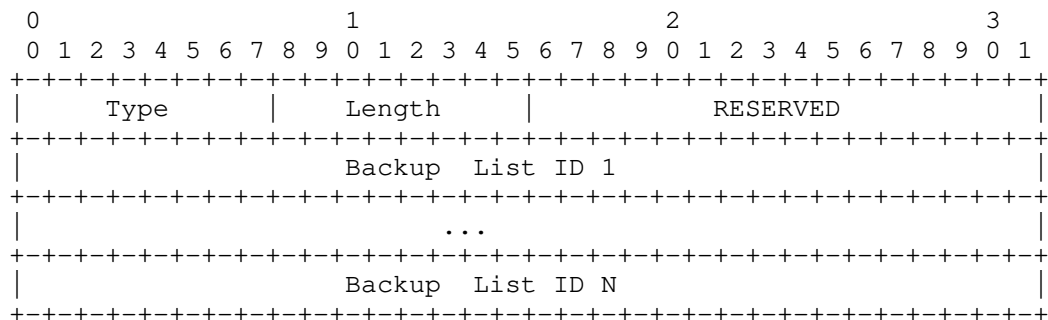 0                   1                   2                   3
 0 1 2 3 4 5 6 7 8 9 0 1 2 3 4 5 6 7 8 9 0 1 2 3 4 5 6 7 8 9 0 1
+-+-+-+-+-+-+-+-+-+-+-+-+-+-+-+-+-+-+-+-+-+-+-+-+-+-+-+-+-+-+-+-+
|     Type      |    Length     |           RESERVED            |
+-+-+-+-+-+-+-+-+-+-+-+-+-+-+-+-+-+-+-+-+-+-+-+-+-+-+-+-+-+-+-+-+
|                    Backup  List ID 1                          |
+-+-+-+-+-+-+-+-+-+-+-+-+-+-+-+-+-+-+-+-+-+-+-+-+-+-+-+-+-+-+-+-+
|                          ...                                  |
+-+-+-+-+-+-+-+-+-+-+-+-+-+-+-+-+-+-+-+-+-+-+-+-+-+-+-+-+-+-+-+-+
|                    Backup  List ID N                          |
+-+-+-+-+-+-+-+-+-+-+-+-+-+-+-+-+-+-+-+-+-+-+-+-+-+-+-+-+-+-+-+-+